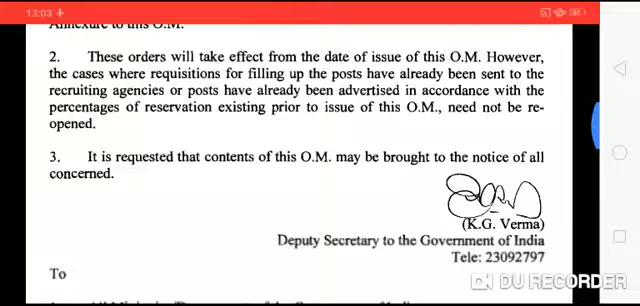 13:03
Annexure to this O.M.
2. These orders will take effect from the date of issue of this O.M. However,
the cases where requisitions for filling up the posts have already been sent to the
recruiting agencies or posts have already been advertised in accordance with the
percentages of reservation existing prior to issue of this O.M., need not be re-
opened.
3. It is requested that contents of this O.M. may be brought to the notice of all
concerned.
(K.G. Verma)
Deputy Secretary to the Government of India
Tele: 23092797
To
DU RECORDER